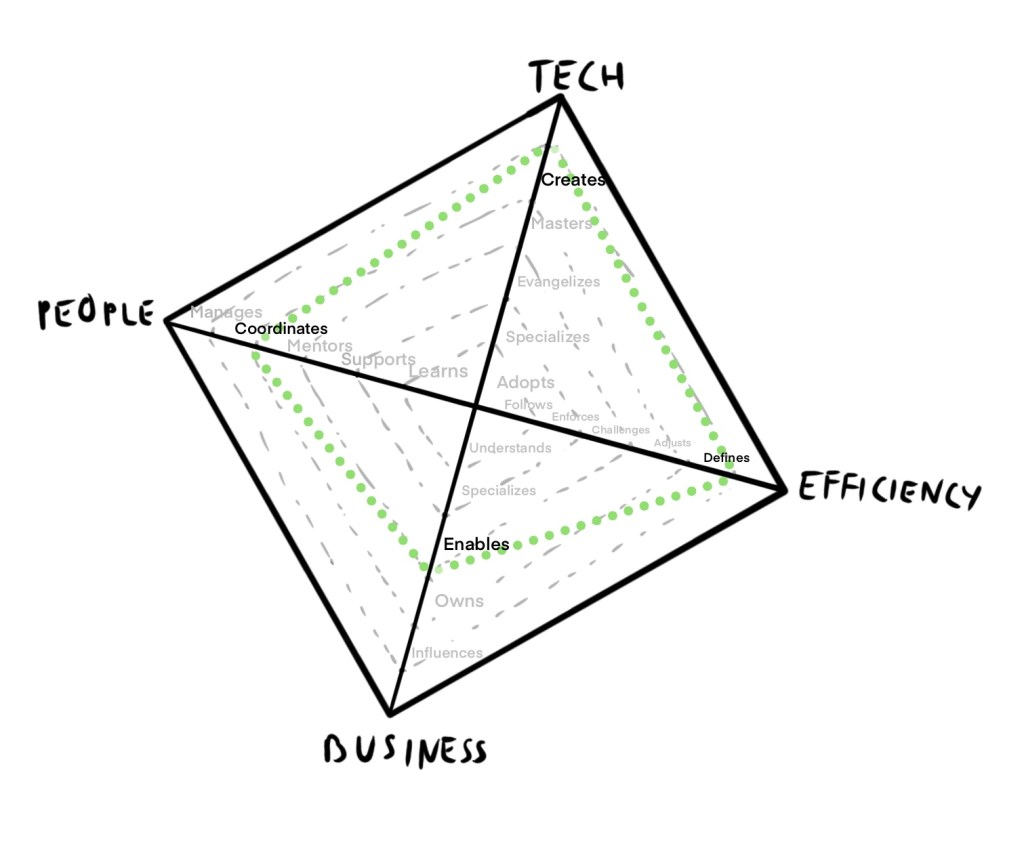 TECH
Creates
Masters
Evangelizes
Specializes
Adopts
PEOPLE
Manages
Coordinates
Mentors
Supports
Learns
Follows
Enforces
Challenges
Adjusts
Defines
EFFICIENCY
Understands
Specializes
Enables
Owns
Influences
BUSINESS